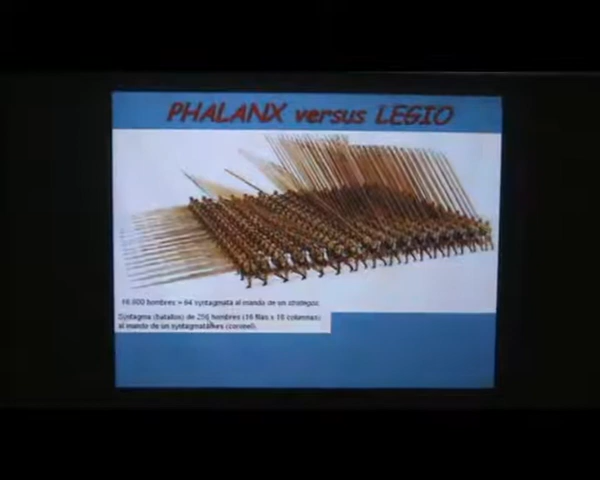 PHALANX versus LEGIO
16.000 hombres = 64 syntagmata al mando de un strategos.
Syntagma (batallón) de 256 hombres (16 filas x 16 columnas)
al mando de un syntagmatarkes (coronel).